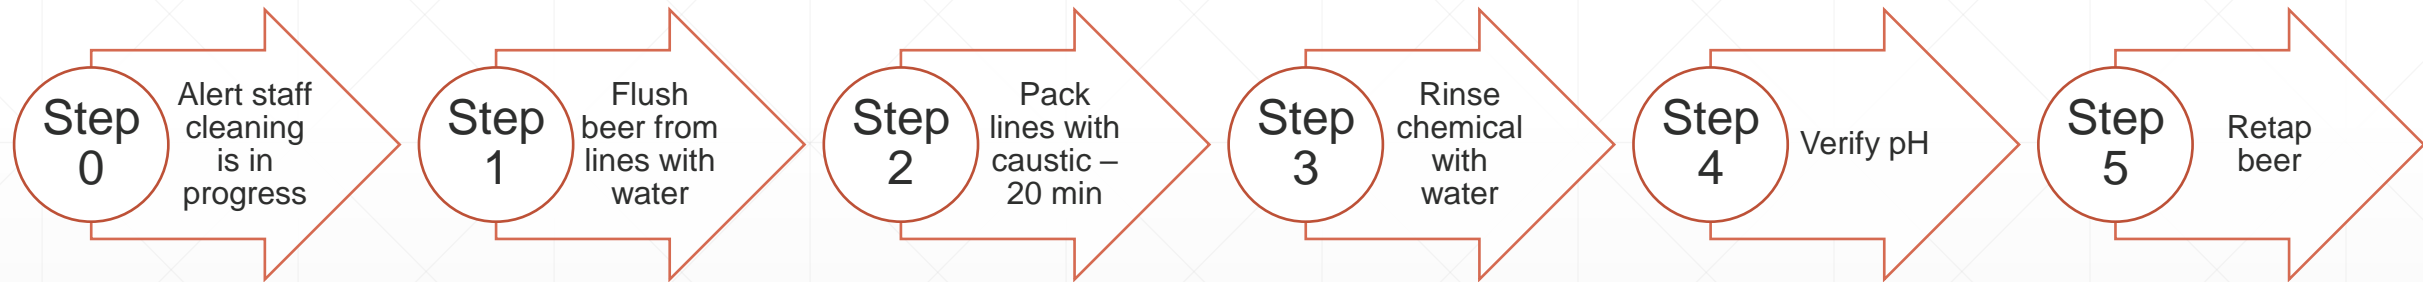 Step
0
Alert staff
cleaning
is in
progress
Step
1
Flush
beer from
lines with
water
Step
2
Pack
lines with
caustic –
20 min
Step
3
Rinse
chemical
with
water
Step
4
Verify pH
Step
5
Retap
beer